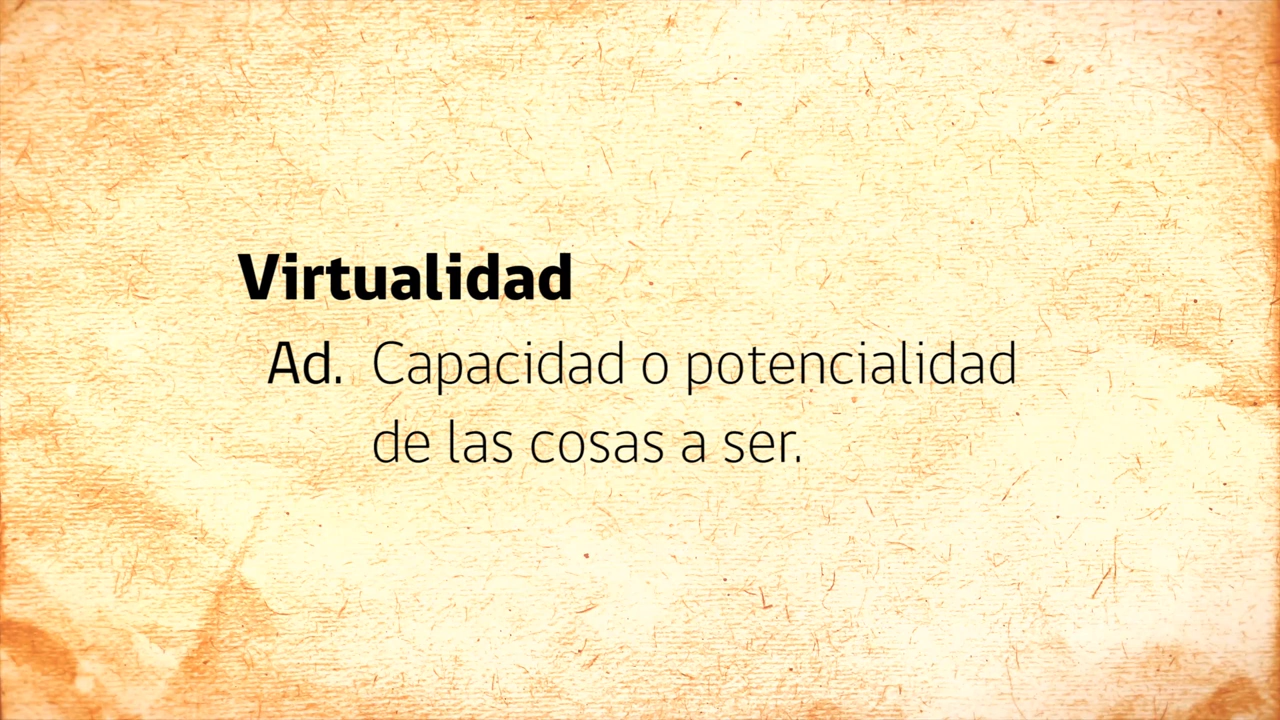 Virtualidad
Ad. Capacidad o potencialidad
de las cosas a ser.